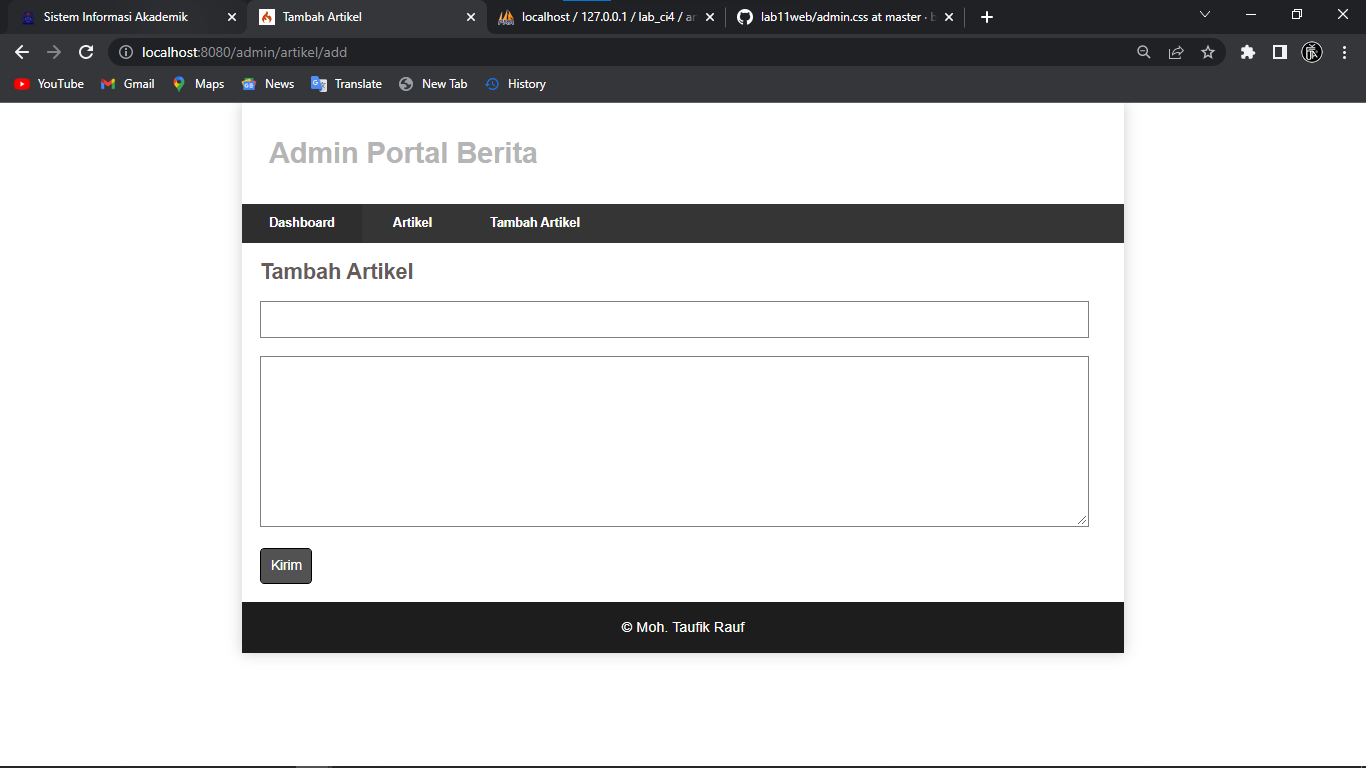 Sistem Informasi Akademik
Tambah Artikel
localhost / 127.0.0.1 / lab_ci4 / ar
lab11web/admin.css at master ·
localhost:8080/admin/artikel/add
YouTube
Gmail
Maps
News
Translate
New Tab
History
Admin Portal Berita
Dashboard
Artikel
Tambah Artikel
Tambah Artikel
Kirim
© Moh. Taufik Rauf